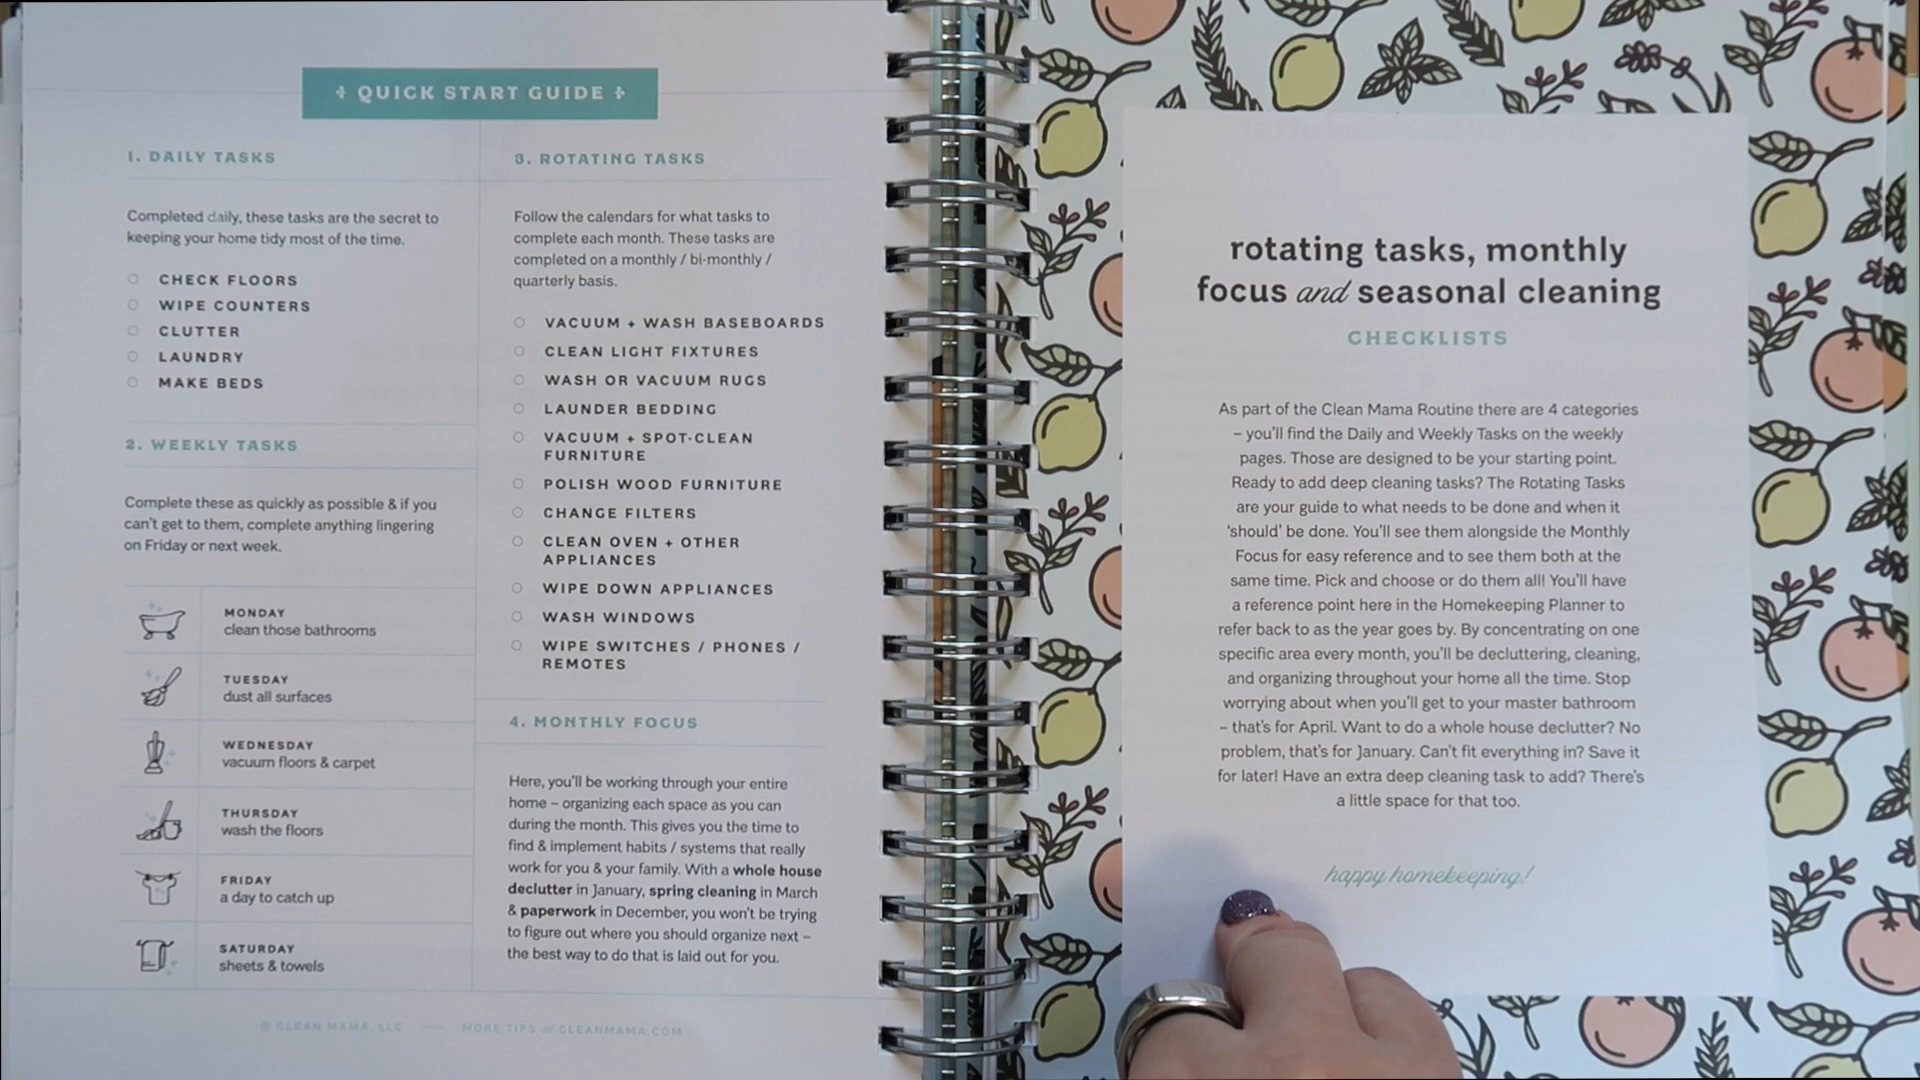 QUICK START GUIDE
1. DAILY TASKS
Completed daily, these tasks are the secret to
keeping your home tidy most of the time.
CHECK FLOORS
WIPE COUNTERS
CLUTTER
LAUNDRY
MAKE BEDS
2. WEEKLY TASKS
Complete these as quickly as possible & if you
can't get to them, complete anything lingering
on Friday or next week.
MONDAY
clean those bathrooms
TUESDAY
dust all surfaces
WEDNESDAY
vacuum floors & carpet
THURSDAY
wash the floors
FRIDAY
a day to catch up
SATURDAY
sheets & towels
3. ROTATING TASKS
Follow the calendars for what tasks to
complete each month. These tasks are
completed on a monthly / bi-monthly /
quarterly basis.
VACUUM + WASH BASEBOARDS
CLEAN LIGHT FIXTURES
WASH OR VACUUM RUGS
LAUNDER BEDDING
VACUUM + SPOT-CLEAN
FURNITURE
POLISH WOOD FURNITURE
CHANGE FILTERS
CLEAN OVEN + OTHER
APPLIANCES
WIPE DOWN APPLIANCES
WASH WINDOWS
WIPE SWITCHES / PHONES /
REMOTES
4. MONTHLY FOCUS
Here, you'll be working through your entire
home – organizing each space as you can
during the month. This gives you the time to
find & implement habits / systems that really
work for you & your family. With a whole house
declutter in January, spring cleaning in March
& paperwork in December, you won't be trying
to figure out where you should organize next –
the best way to do that is laid out for you.
© CLEAN MAMA, LLC — MORE TIPS @ CLEANMAMA.COM
rotating tasks, monthly
focus and seasonal cleaning
CHECKLISTS
As part of the Clean Mama Routine there are 4 categories
– you'll find the Daily and Weekly Tasks on the weekly
pages. Those are designed to be your starting point.
Ready to add deep cleaning tasks? The Rotating Tasks
are your guide to what needs to be done and when it
'should' be done. You'll see them alongside the Monthly
Focus for easy reference and to see them both at the
same time. Pick and choose or do them all! You'll have
a reference point here in the Homekeeping Planner to
refer back to as the year goes by. By concentrating on one
specific area every month, you'll be decluttering, cleaning,
and organizing throughout your home all the time. Stop
worrying about when you'll get to your master bathroom
– that's for April. Want to do a whole house declutter? No
problem, that's for January. Can't fit everything in? Save it
for later! Have an extra deep cleaning task to add? There's
a little space for that too.
happy homekeeping!